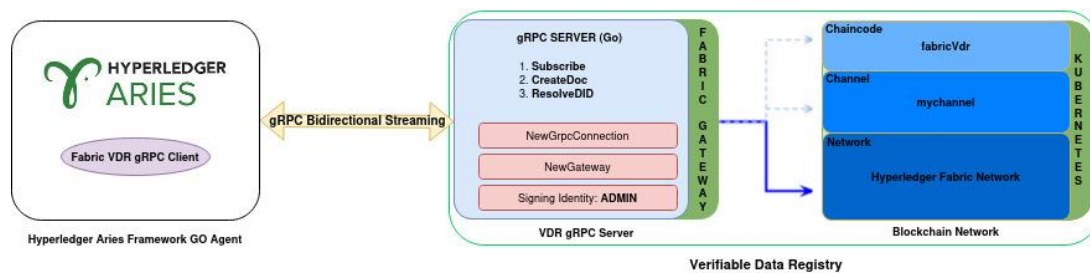 HYPERLEDGER
ARIES
Fabric VDR gRPC Client
Hyperledger Aries Framework GO Agent
gRPC Bidirectional Streaming
gRPC SERVER (Go)
1. Subscribe
2. CreateDoc
3. ResolveDID
NewGrpcConnection
NewGateway
Signing Identity: ADMIN
FABRIC GATEWAY
VDR gRPC Server
Chaincode
fabricVdr
Channel
mychannel
Network
Hyperledger Fabric Network
KUBERNETES
Blockchain Network
Verifiable Data Registry